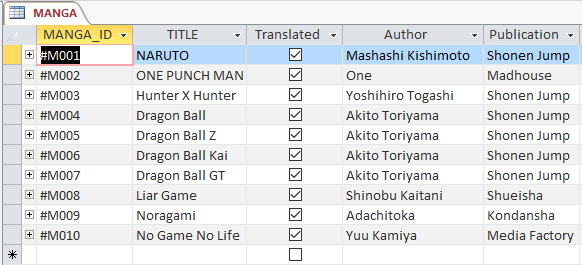 MANGA
MANGA_ID TITLE Translated Author Publication
#M001 NARUTO Mashashi Kishimoto Shonen Jump
#M002 ONE PUNCH MAN One Madhouse
#M003 Hunter X Hunter Yoshihiro Togashi Shonen Jump
#M004 Dragon Ball Akito Toriyama Shonen Jump
#M005 Dragon Ball Z Akito Toriyama Shonen Jump
#M006 Dragon Ball Kai Akito Toriyama Shonen Jump
#M007 Dragon Ball GT Akito Toriyama Shonen Jump
#M008 Liar Game Shinobu Kaitani Shueisha
#M009 Noragami Adachitoka Kondansha
#M010 No Game No Life Yuu Kamiya Media Factory